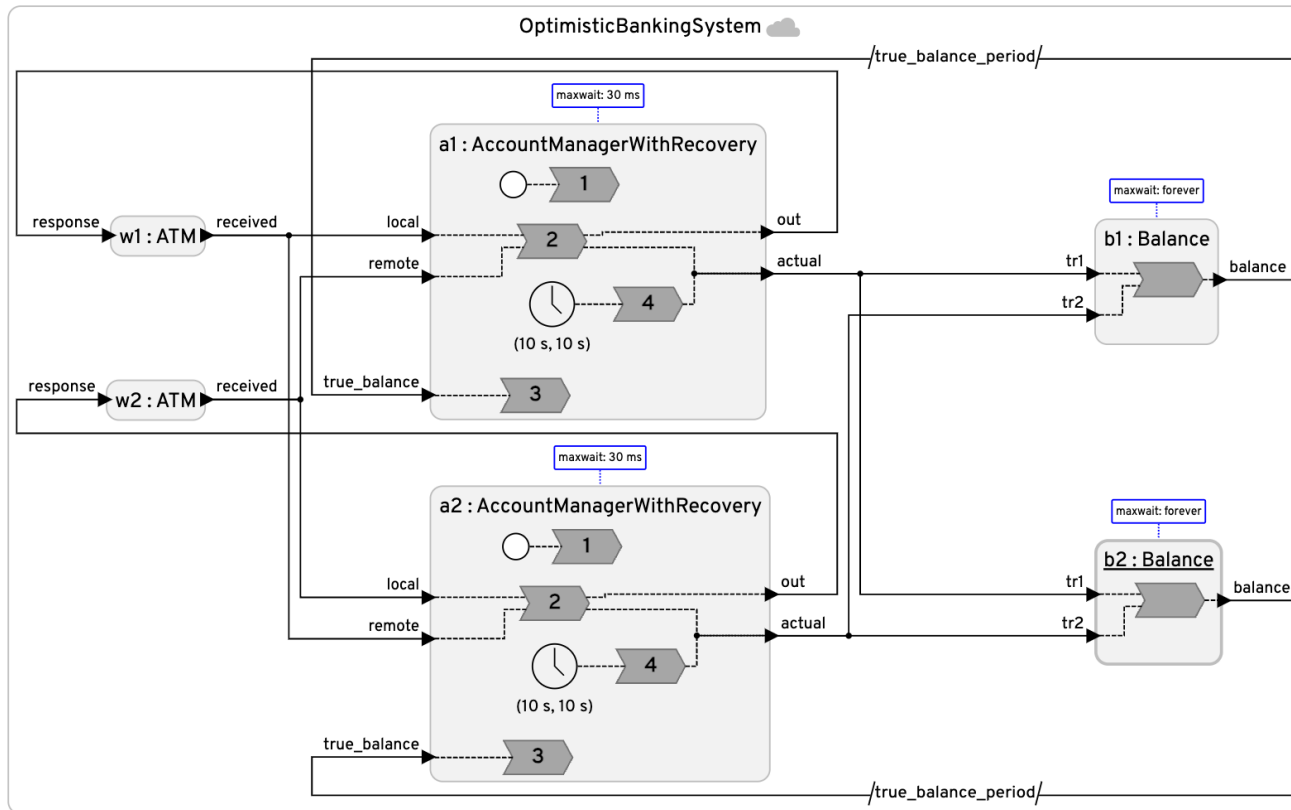 OptimisticBankingSystem
/true_balance_period/
maxwait: 30 ms
a1 : AccountManagerWithRecovery
1
response
w1 : ATM
received
local
2
out
remote
actual
4
(10 s, 10 s)
true_balance
3
maxwait: forever
b1 : Balance
tr1
balance
tr2
response
w2 : ATM
received
maxwait: 30 ms
a2 : AccountManagerWithRecovery
1
local
2
out
remote
actual
4
(10 s, 10 s)
true_balance
3
maxwait: forever
b2 : Balance
tr1
balance
tr2
/true_balance_period/